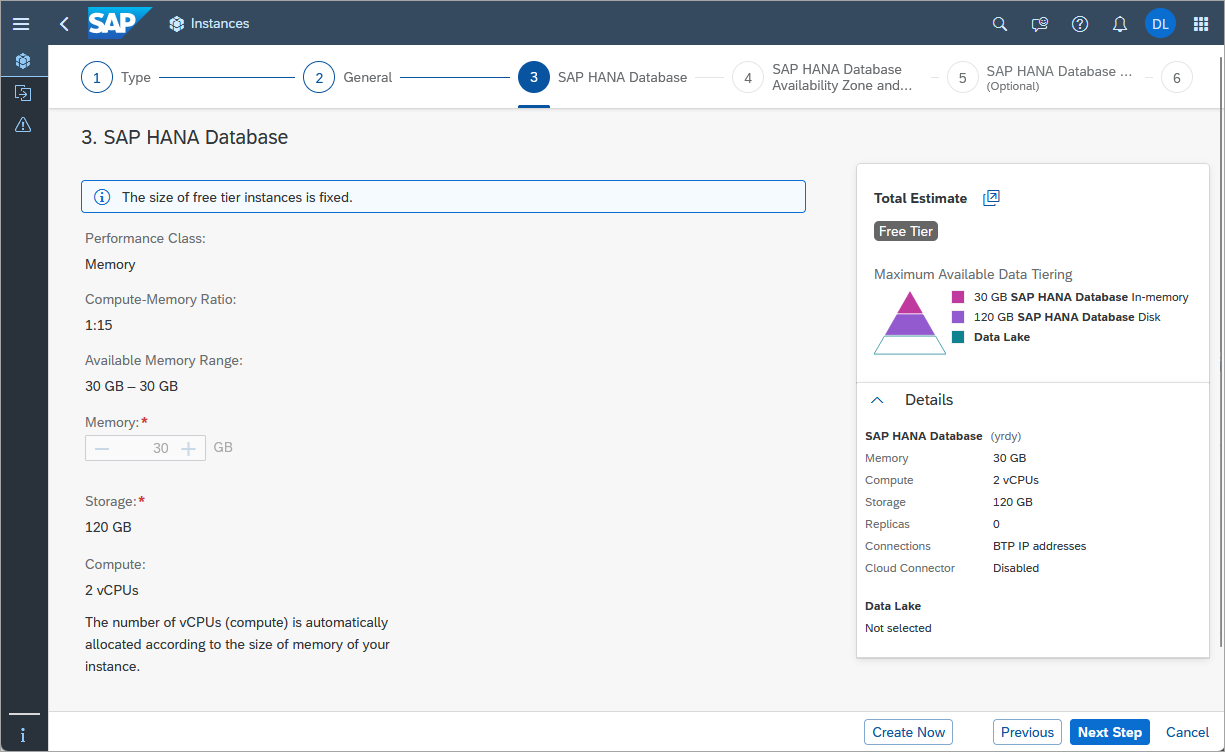 SAP
Instances
DL
1
Type
2
General
3
SAP HANA Database
4
SAP HANA Database
Availability Zone and...
5
SAP HANA Database ...
(Optional)
6
3. SAP HANA Database
The size of free tier instances is fixed.
Performance Class:
Memory
Compute-Memory Ratio:
1:15
Available Memory Range:
30 GB – 30 GB
Memory:*
30
GB
Storage:*
120 GB
Compute:
2 vCPUs
The number of vCPUs (compute) is automatically
allocated according to the size of memory of your
instance.
Total Estimate
Free Tier
Maximum Available Data Tiering
30 GB SAP HANA Database In-memory
120 GB SAP HANA Database Disk
Data Lake
Details
SAP HANA Database (yrdy)
Memory 30 GB
Compute 2 vCPUs
Storage 120 GB
Replicas 0
Connections BTP IP addresses
Cloud Connector Disabled
Data Lake
Not selected
Create Now
Previous
Next Step
Cancel